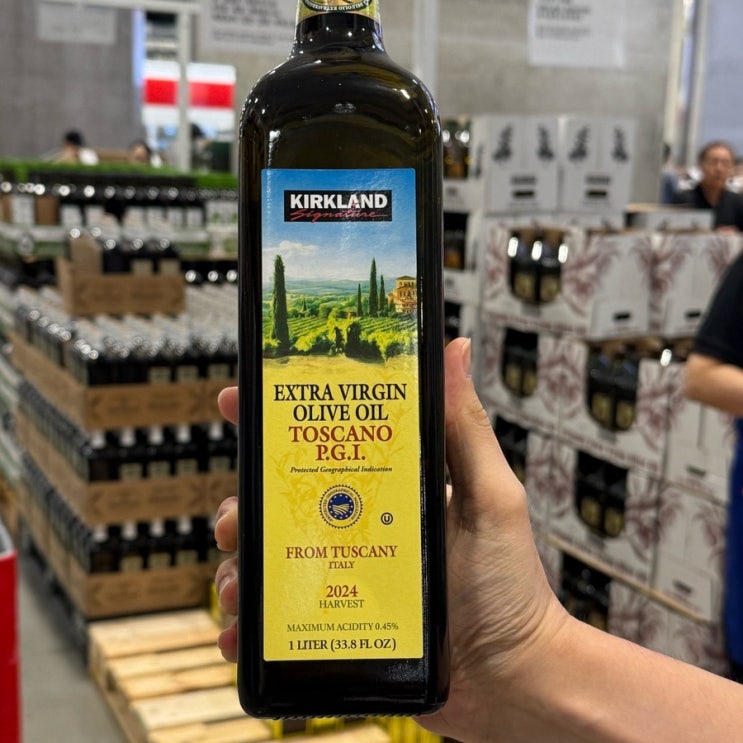 KIRKLAND
Signature
EXTRA VIRGIN
OLIVE OIL
TOSCANO
P.G.I.
Protected Geographical Indication
U
FROM TUSCANY
ITALY
2024
HARVEST
MAXIMUM ACIDITY 0.45%
1 LITER (33.8 FL OZ)